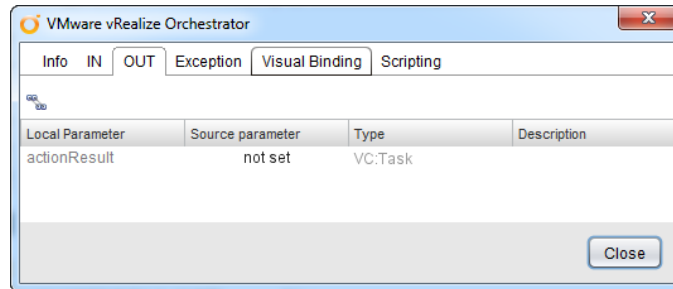 VMware vRealize Orchestrator
Info IN OUT Exception Visual Binding Scripting
Local Parameter Source parameter Type Description
actionResult not set VC:Task
Close